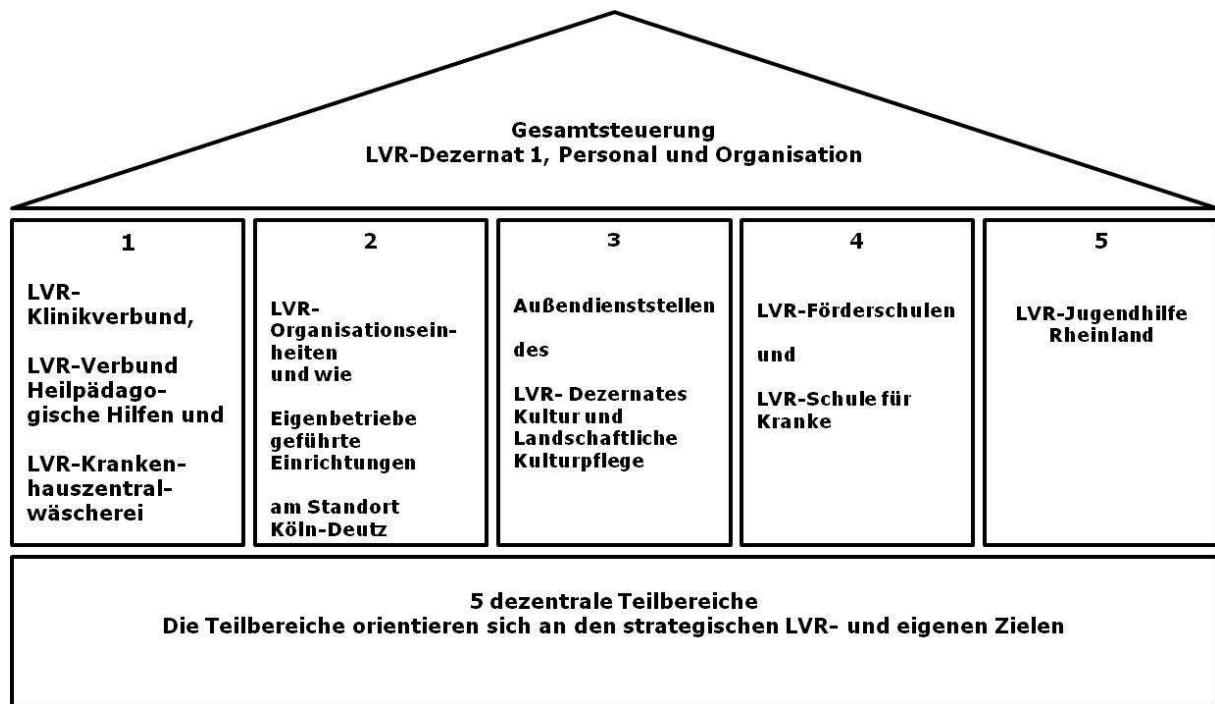 Gesamtsteuerung
LVR-Dezernat 1, Personal und Organisation
1
LVR-
Klinikverbund,
LVR-Verbund
Heilpädago-
gische Hilfen und
LVR-Kranken-
hauszentral-
wäscherei
2
LVR-
Organisationsein-
heiten
und wie
Eigenbetriebe
geführte
Einrichtungen
am Standort
Köln-Deutz
3
Außendienststellen
des
LVR- Dezernates
Kultur und
Landschaftliche
Kulturpflege
4
LVR-Förderschulen
und
LVR-Schule für
Kranke
5
LVR-Jugendhilfe
Rheinland
5 dezentrale Teilbereiche
Die Teilbereiche orientieren sich an den strategischen LVR- und eigenen Zielen